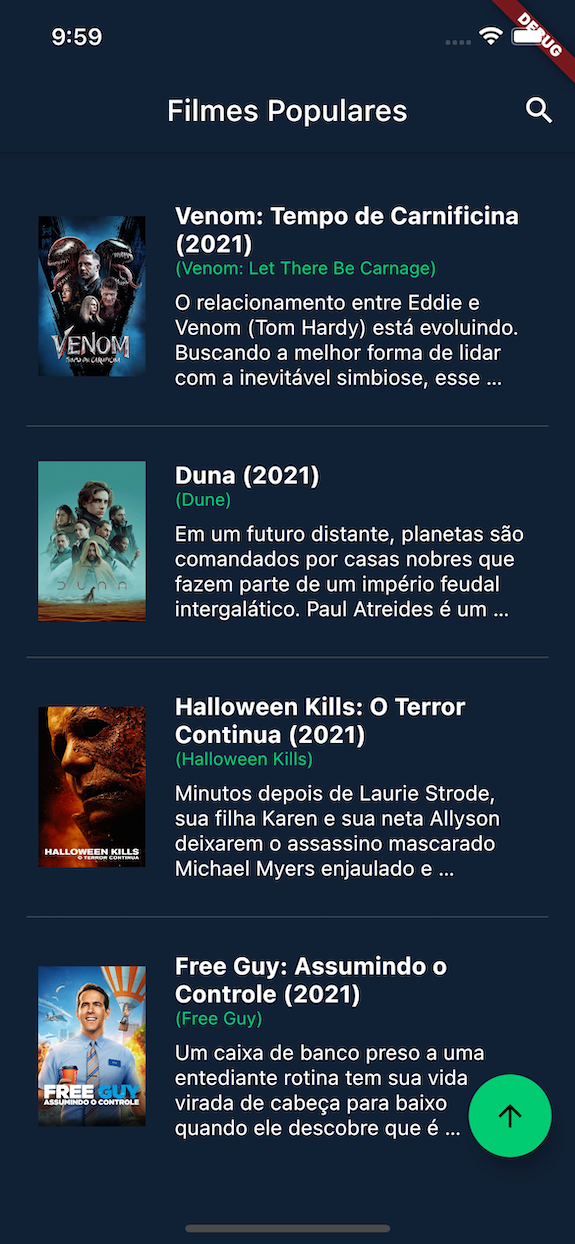 9:59
DEBUG
Filmes Populares
Venom: Tempo de Carnificina
(2021)
(Venom: Let There Be Carnage)
O relacionamento entre Eddie e
Venom (Tom Hardy) está evoluindo.
Buscando a melhor forma de lidar
com a inevitável simbiose, esse ...
VENOM
TEMPO DE CARNIFICINA
Duna (2021)
(Dune)
Em um futuro distante, planetas são
comandados por casas nobres que
fazem parte de um império feudal
intergalático. Paul Atreides é um ...
DUNA
Halloween Kills: O Terror
Continua (2021)
(Halloween Kills)
Minutos depois de Laurie Strode,
sua filha Karen e sua neta Allyson
deixarem o assassino mascarado
Michael Myers enjaulado e ...
HALLOWEEN KILLS
O TERROR CONTINUA
Free Guy: Assumindo o
Controle (2021)
(Free Guy)
Um caixa de banco preso a uma
entediante rotina tem sua vida
virada de cabeça para baixo
quando ele descobre que é ...
FREE GUY
ASSUMINDO O CONTROLE